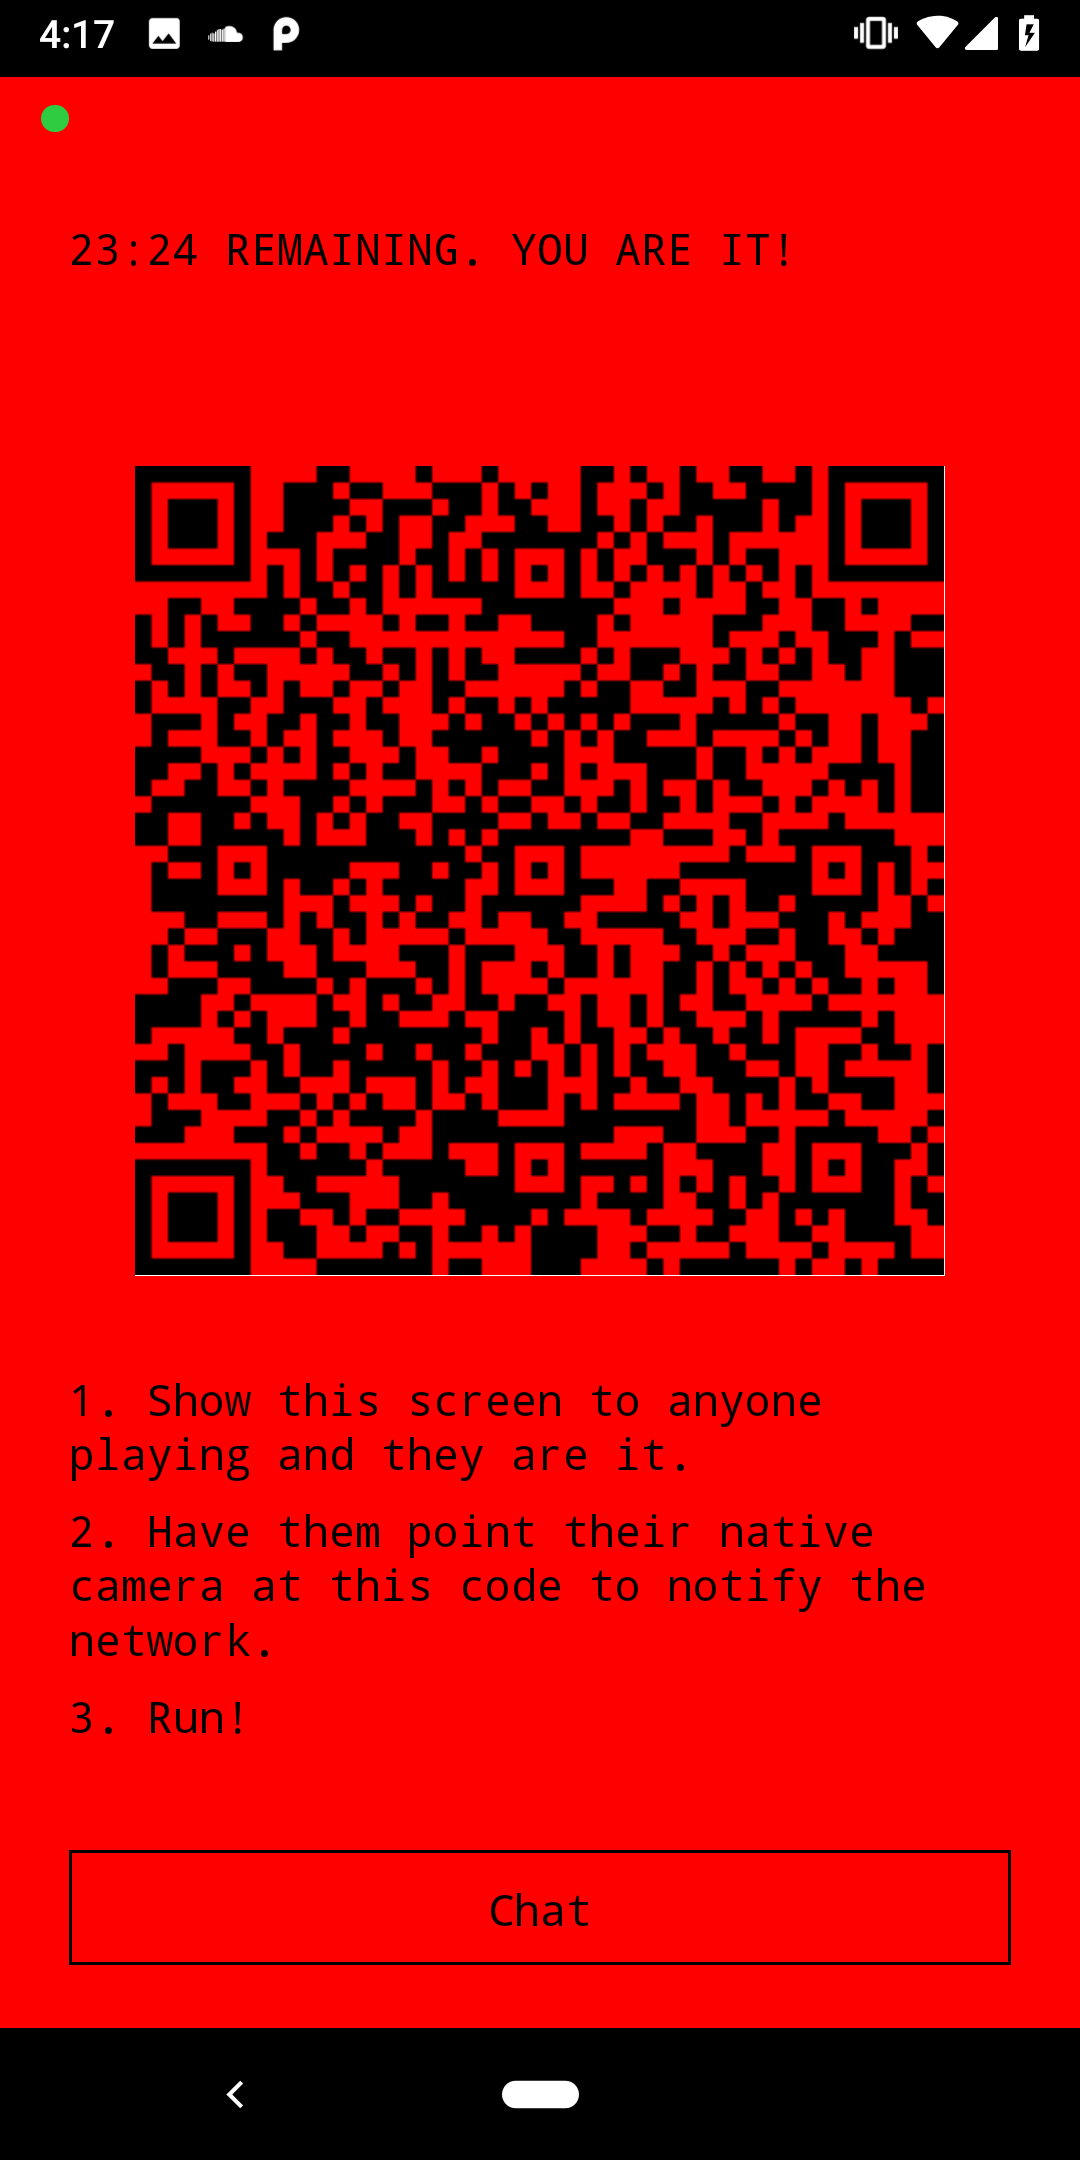 4:17
23:24 REMAINING. YOU ARE IT!
1. Show this screen to anyone
playing and they are it.
2. Have them point their native
camera at this code to notify the
network.
3. Run!
Chat